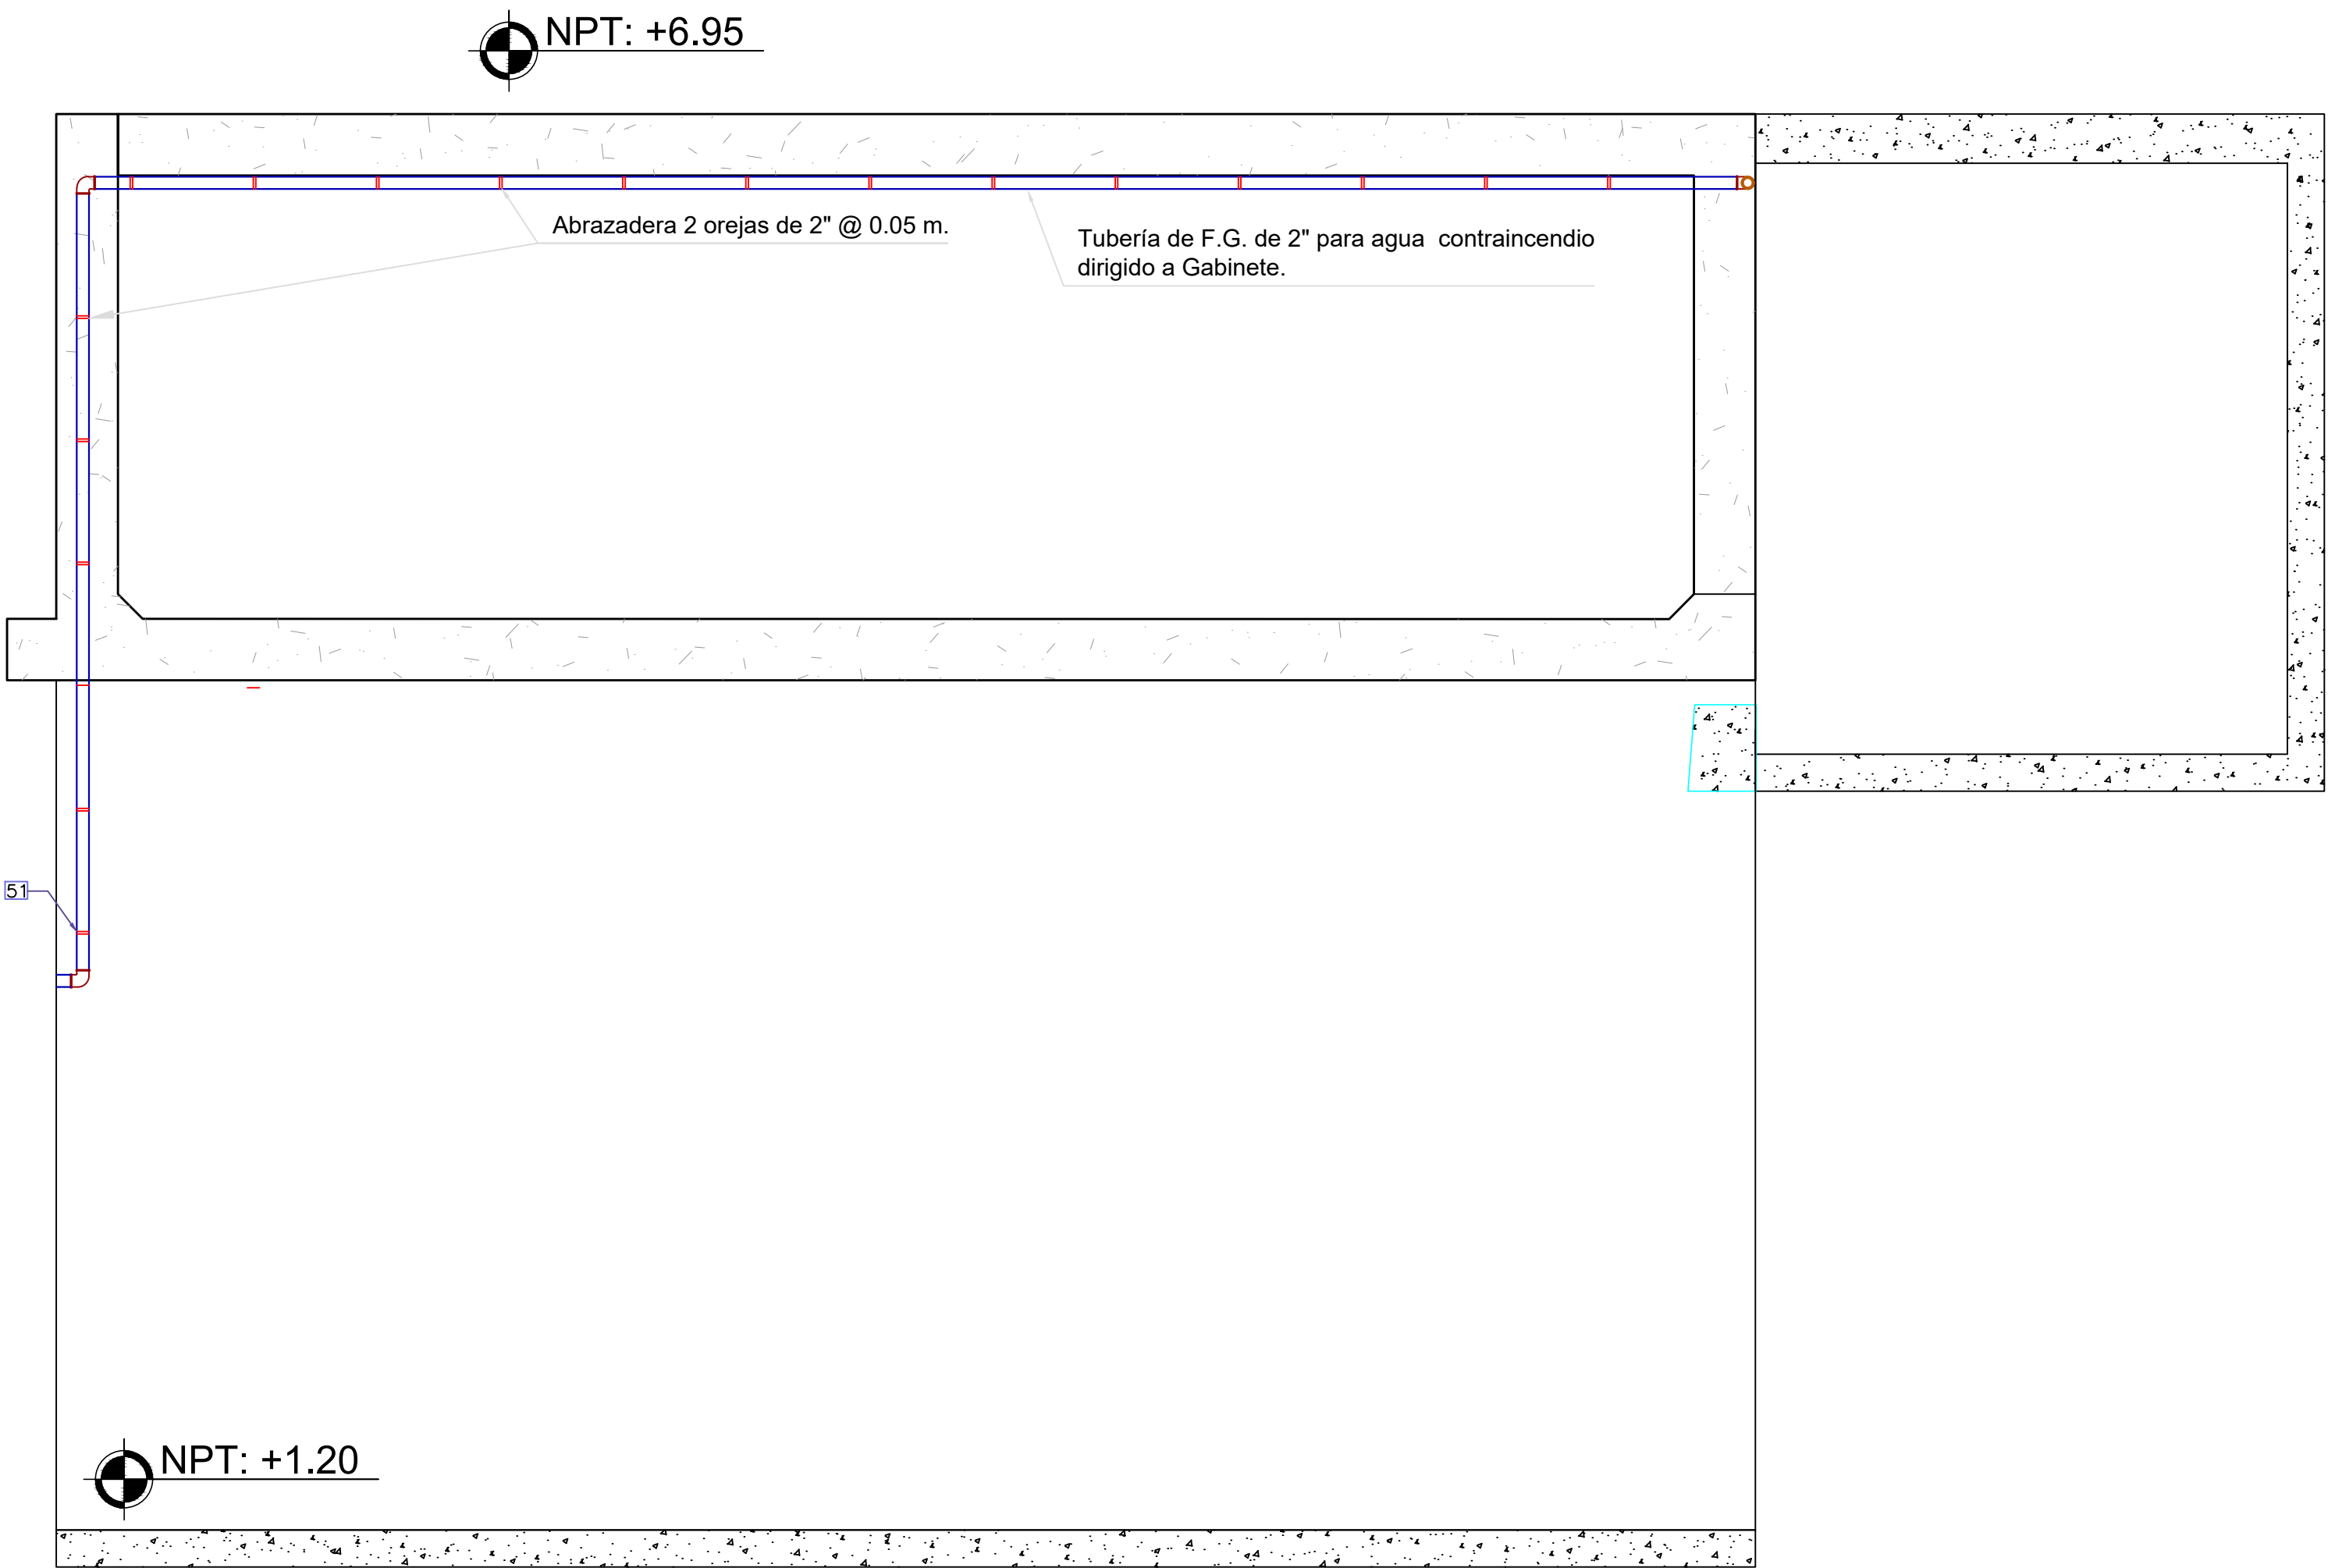 NPT: +6.95
Abrazadera 2 orejas de 2" @ 0.05 m.
Tubería de F.G. de 2" para agua contraincendio
dirigido a Gabinete.
51
NPT: +1.20